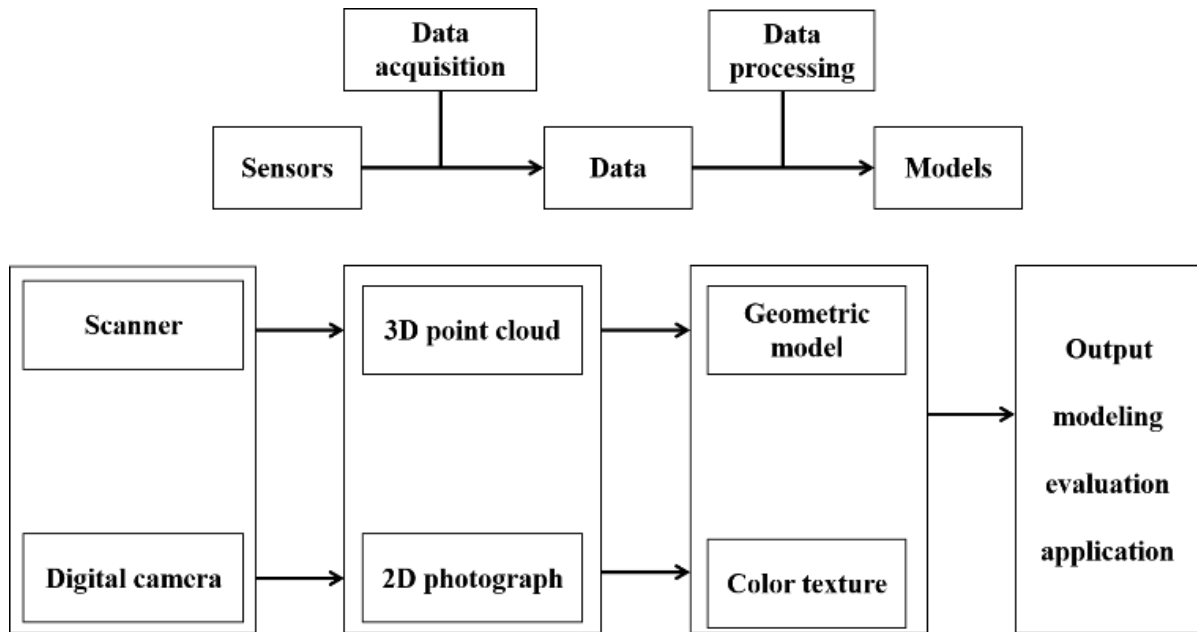 Data
acquisition
Data
processing
Sensors
Data
Models
Scanner
3D point cloud
Geometric
model
Output
modeling
evaluation
application
Digital camera
2D photograph
Color texture